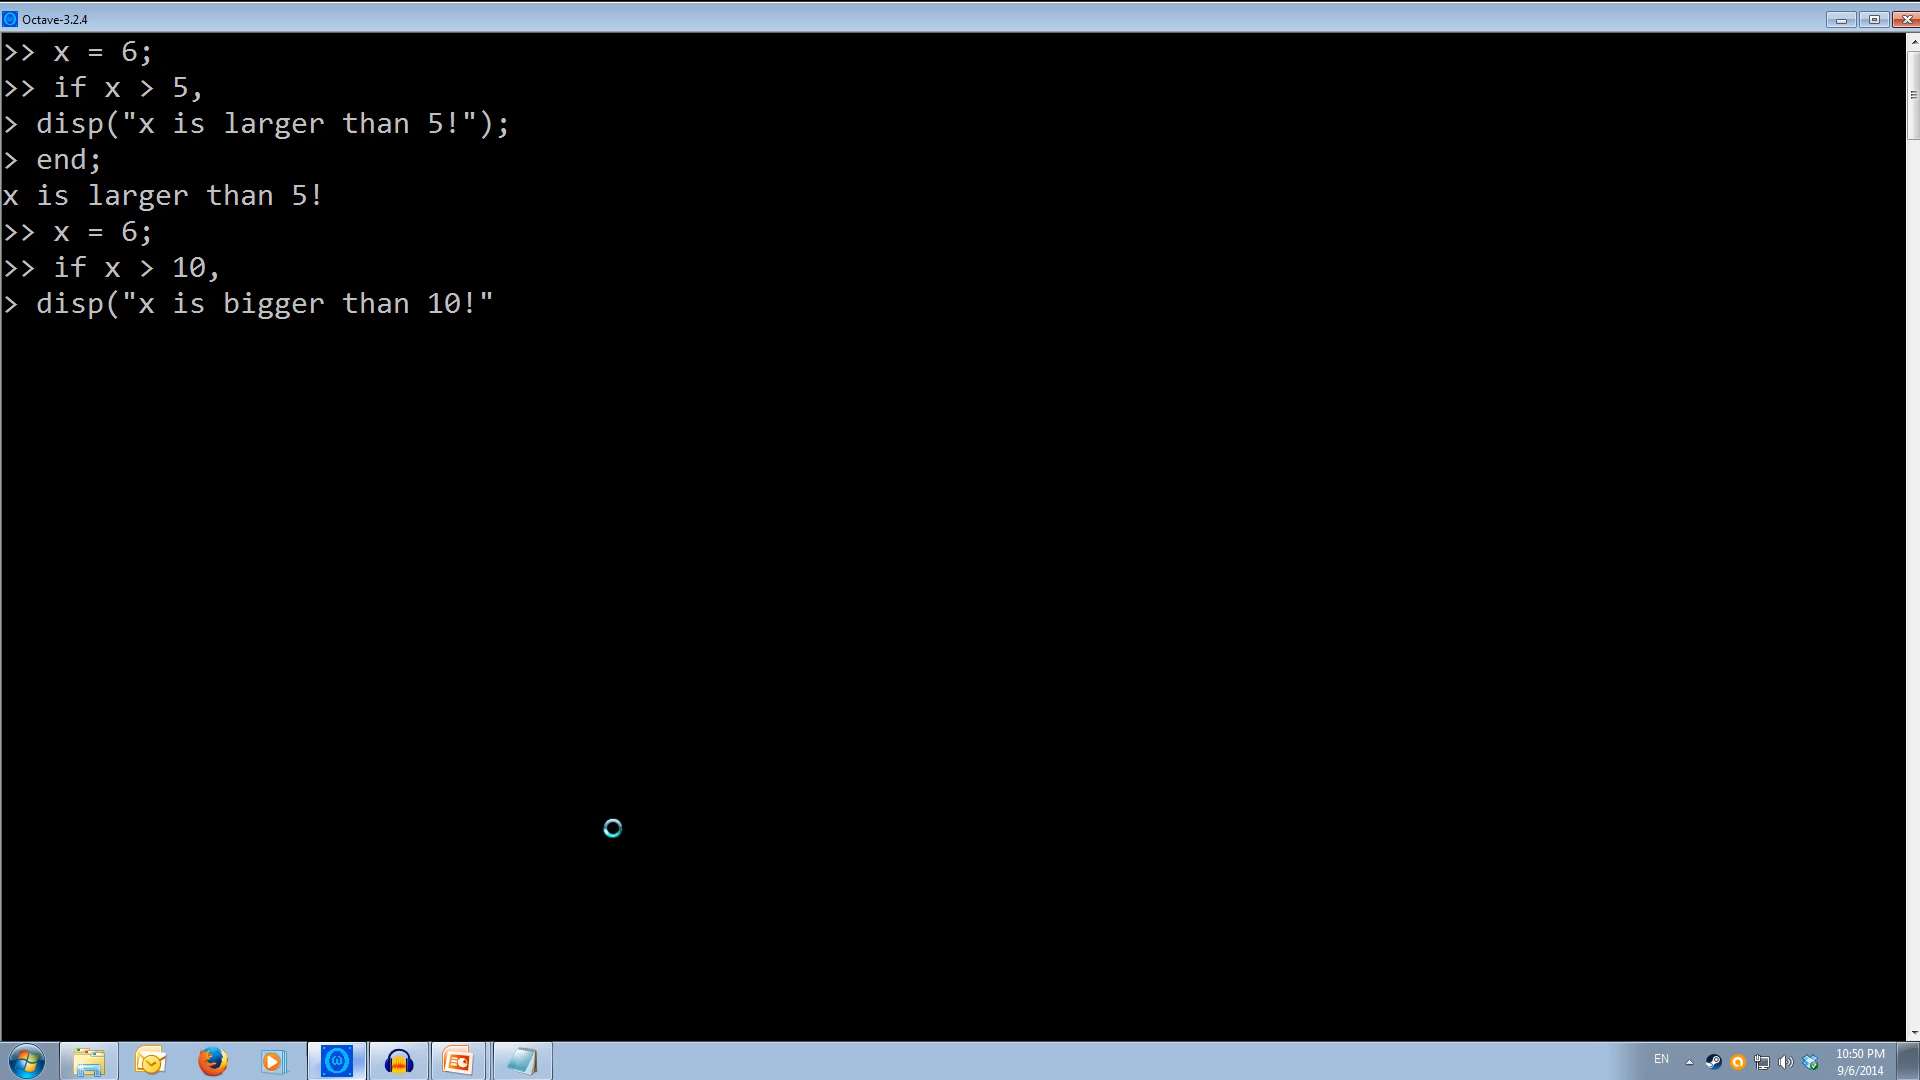 Octave-3.2.4
>> x = 6;
>> if x > 5,
> disp("x is larger than 5!");
> end;
x is larger than 5!
>> x = 6;
>> if x > 10,
> disp("x is bigger than 10!"
EN
10:50 PM
9/6/2014